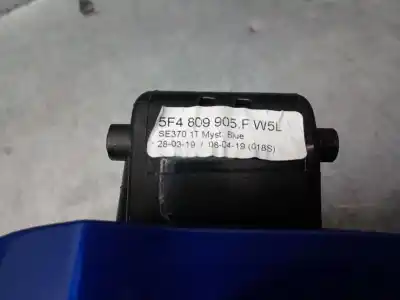 5F4 809 905.F W5L
SE370 1T Myst. Blue
28-03-19 / 08-04-19 (018S)